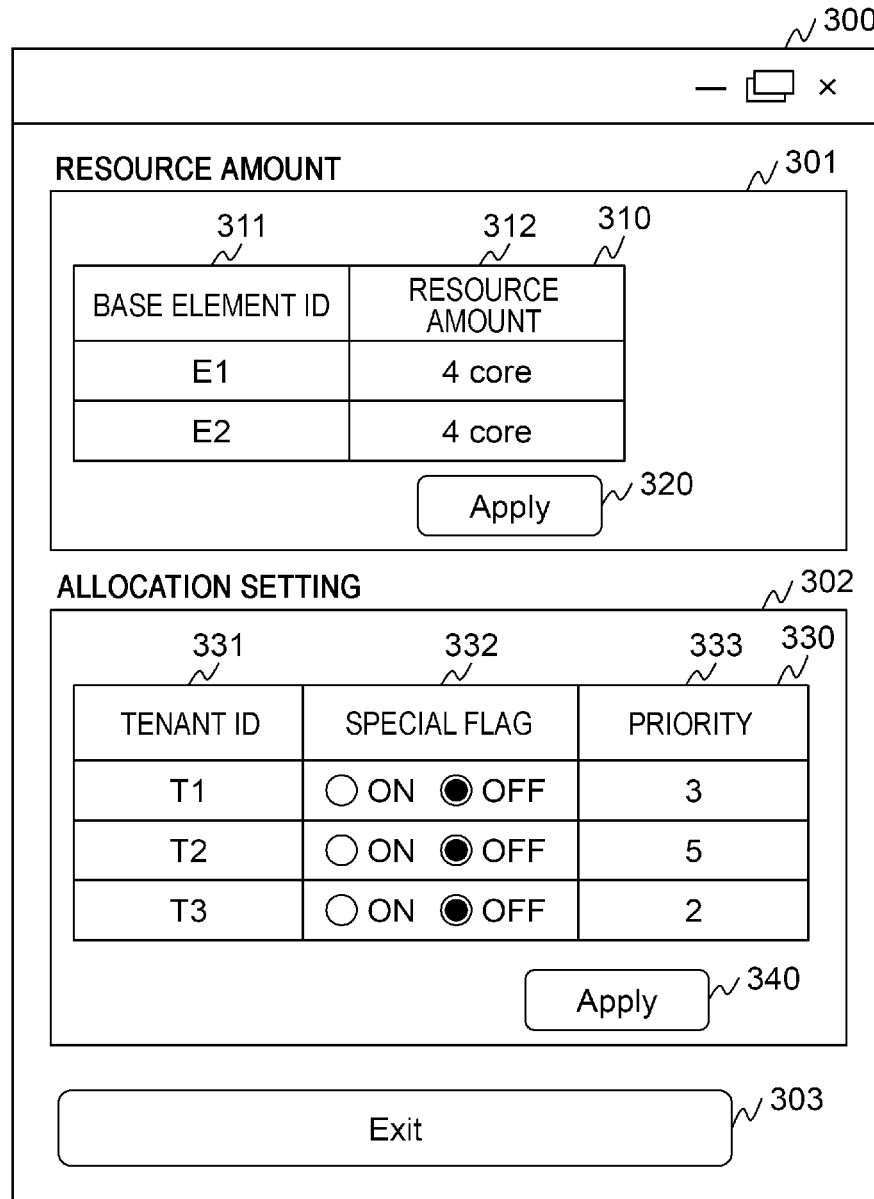 300
RESOURCE AMOUNT
301
311 312 310
BASE ELEMENT ID RESOURCE AMOUNT
E1 4 core
E2 4 core
Apply 320
ALLOCATION SETTING
302
331 332 333 330
TENANT ID SPECIAL FLAG PRIORITY
T1 ON OFF 3
T2 ON OFF 5
T3 ON OFF 2
Apply 340
Exit 303